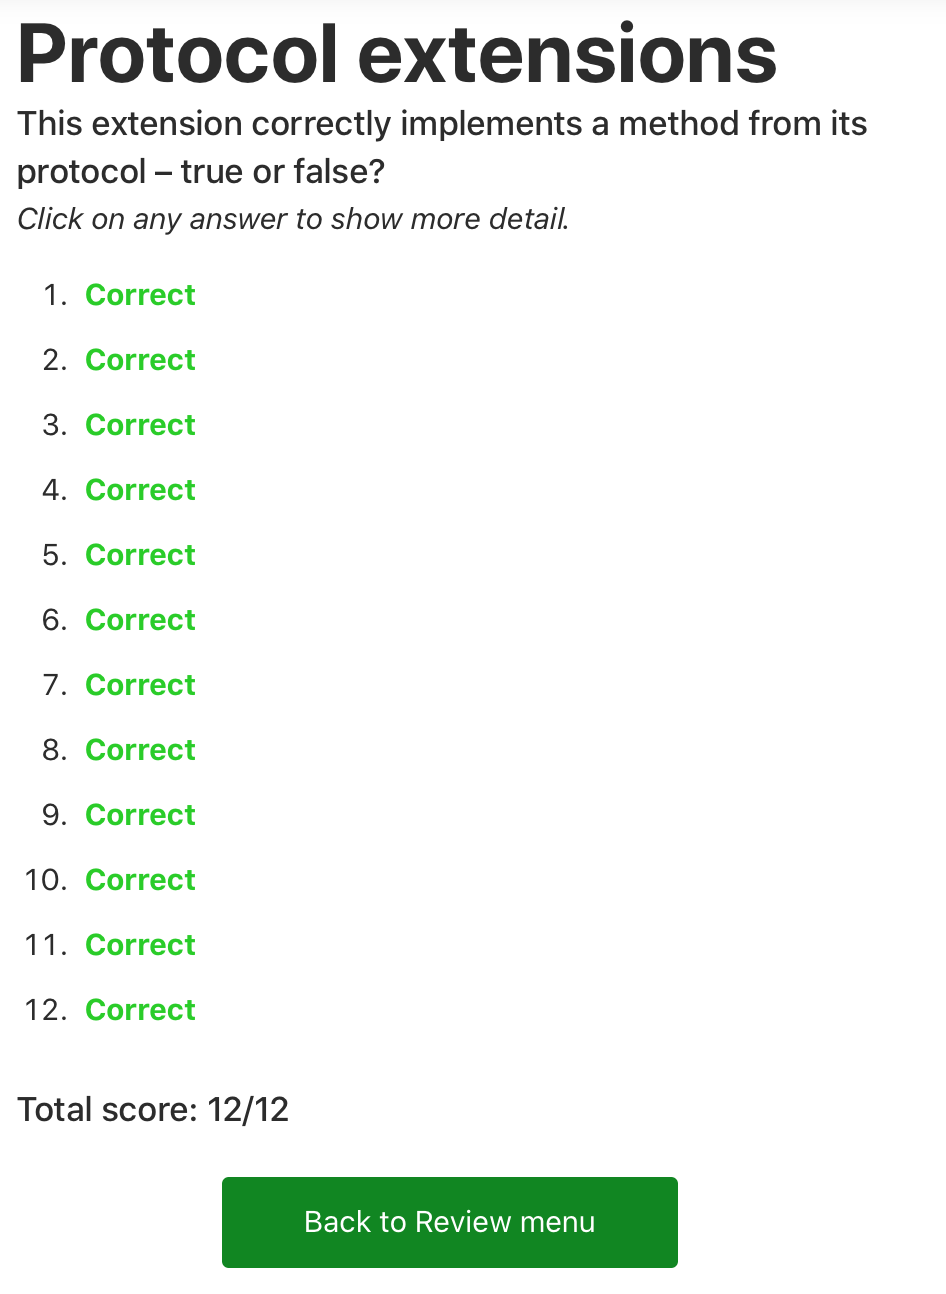 Protocol extensions
This extension correctly implements a method from its
protocol – true or false?
Click on any answer to show more detail.
1. Correct
2. Correct
3. Correct
4. Correct
5. Correct
6. Correct
7. Correct
8. Correct
9. Correct
10. Correct
11. Correct
12. Correct
Total score: 12/12
Back to Review menu